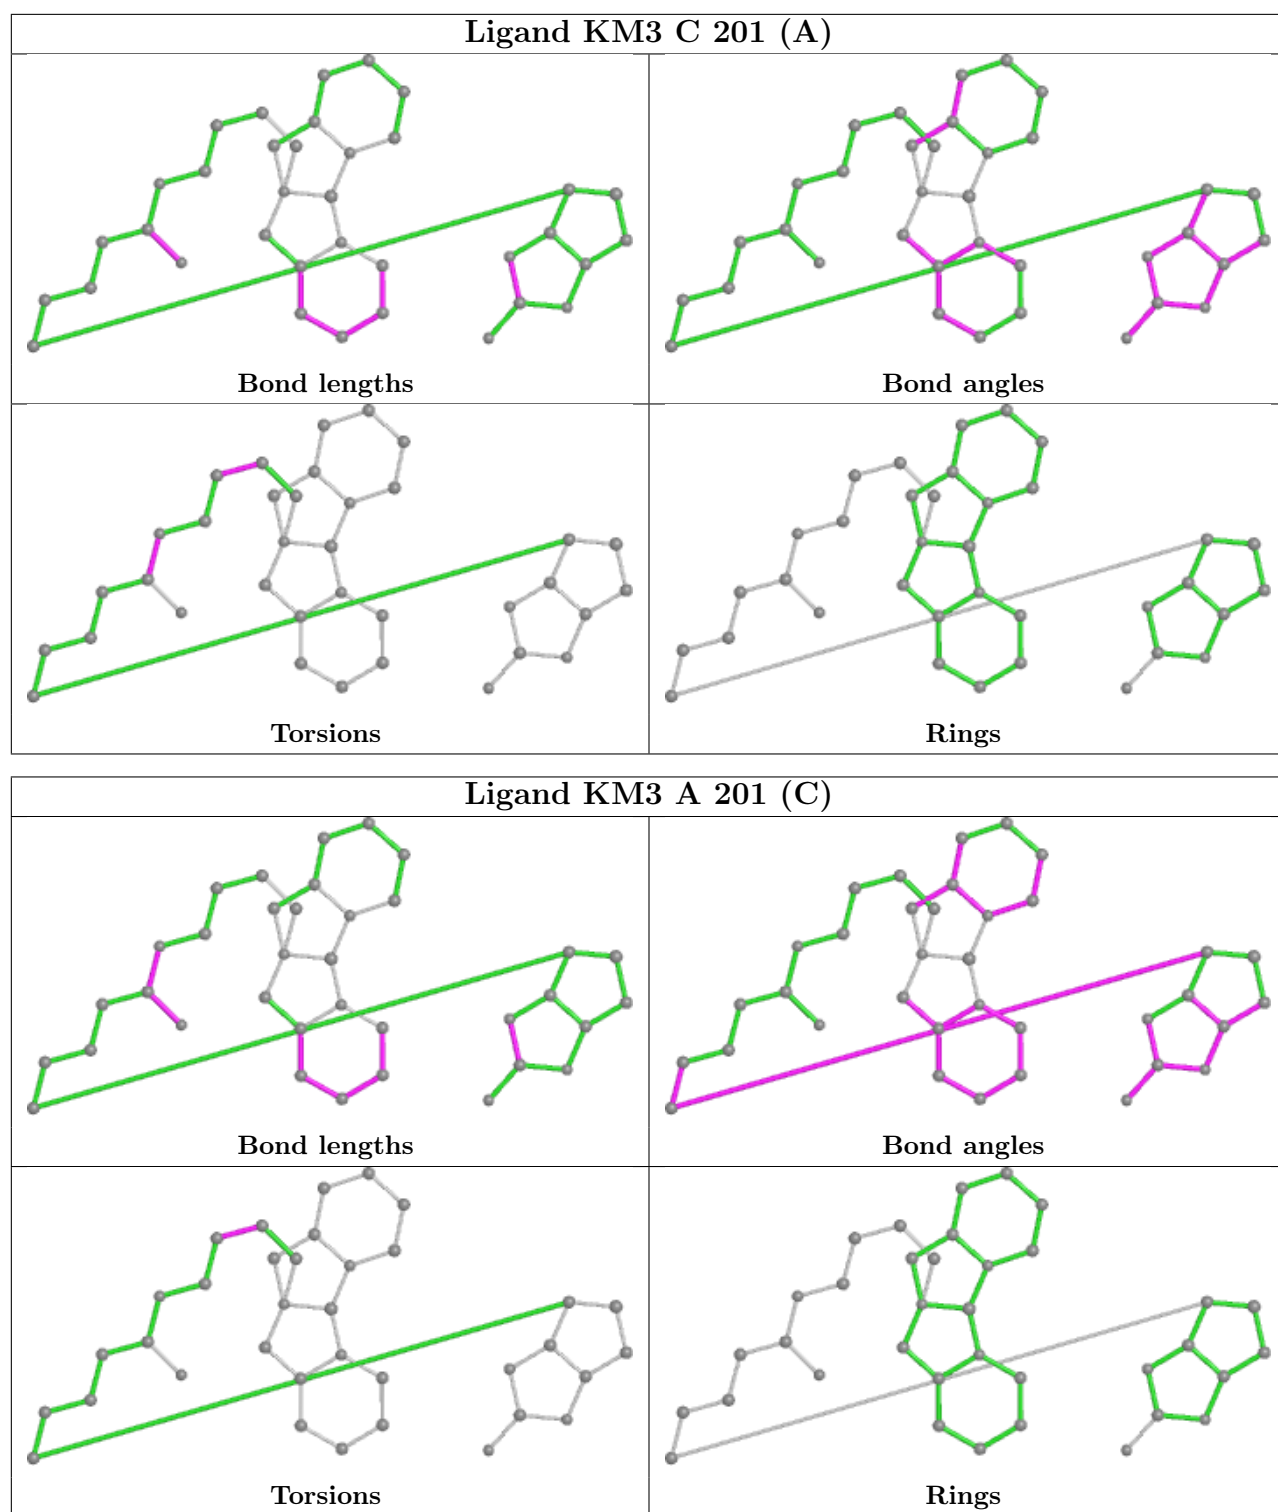 Ligand KM3 C 201 (A)
Bond lengths
Bond angles
Torsions
Rings
Ligand KM3 A 201 (C)
Bond lengths
Bond angles
Torsions
Rings